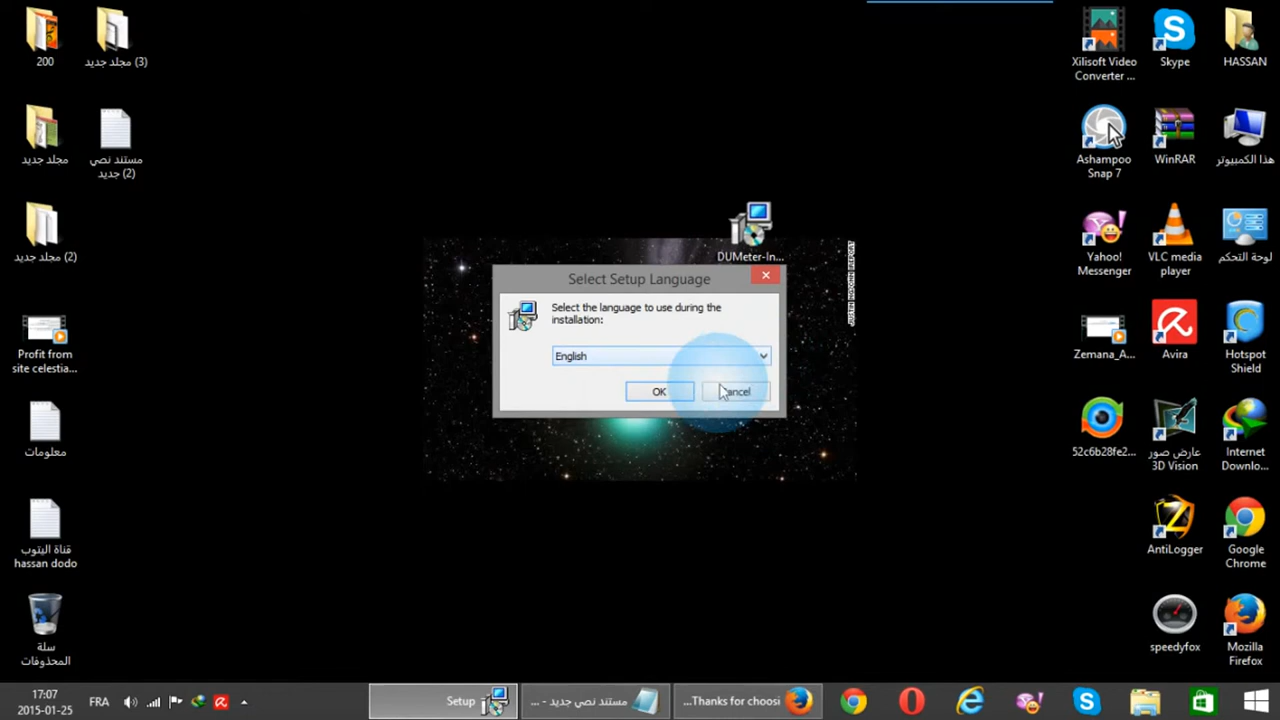 200
مجلد جديد (3)
مجلد جديد
مستند نصي
جديد (2)
مجلد جديد (2)
Profit from
site celestia...
معلومات
قناة اليتوب
hassan dodo
سلة
المحذوفات
DUMeter-In...
JUSTIN NG/OHH REPORT
Select Setup Language
Select the language to use during the
installation:
English
OK
Cancel
Xilisoft Video
Converter ...
Skype
HASSAN
Ashampoo
Snap 7
WinRAR
هذا الكمبيوتر
Yahoo!
Messenger
VLC media
player
لوحة التحكم
Zemana_A...
Avira
Hotspot
Shield
52c6b28fe2...
عارض صور
3D Vision
Internet
Downlo...
AntiLogger
Google
Chrome
speedyfox
Mozilla
Firefox
17:07
2015-01-25
FRA
Setup
مستند نصي جديد - ...
...Thanks for choosi